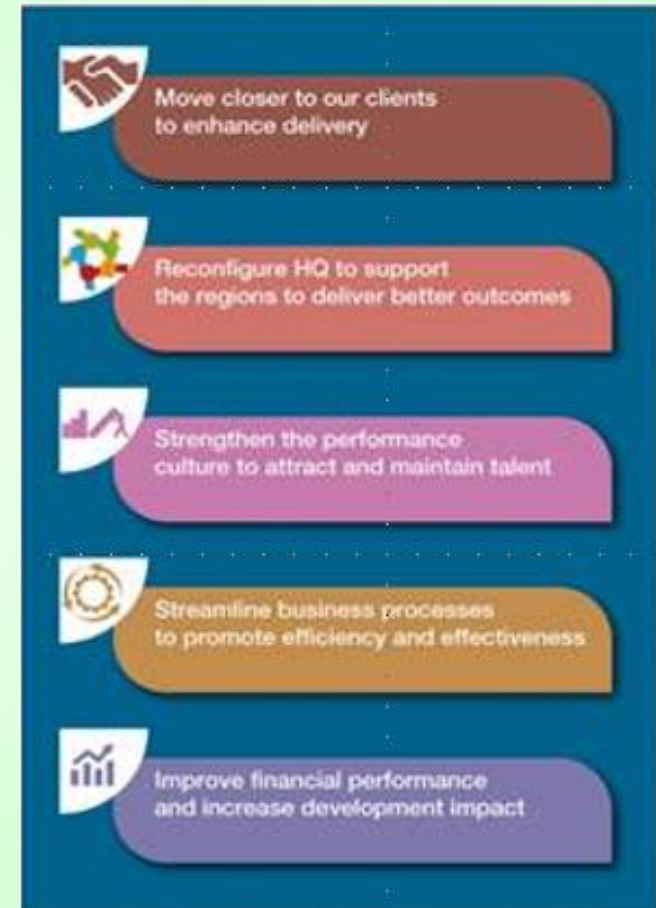 Move closer to our clients
to enhance delivery
Reconfigure HQ to support
the regions to deliver better outcomes
Strengthen the performance
culture to attract and maintain talent
Streamline business processes
to promote efficiency and effectiveness
Improve financial performance
and increase development impact